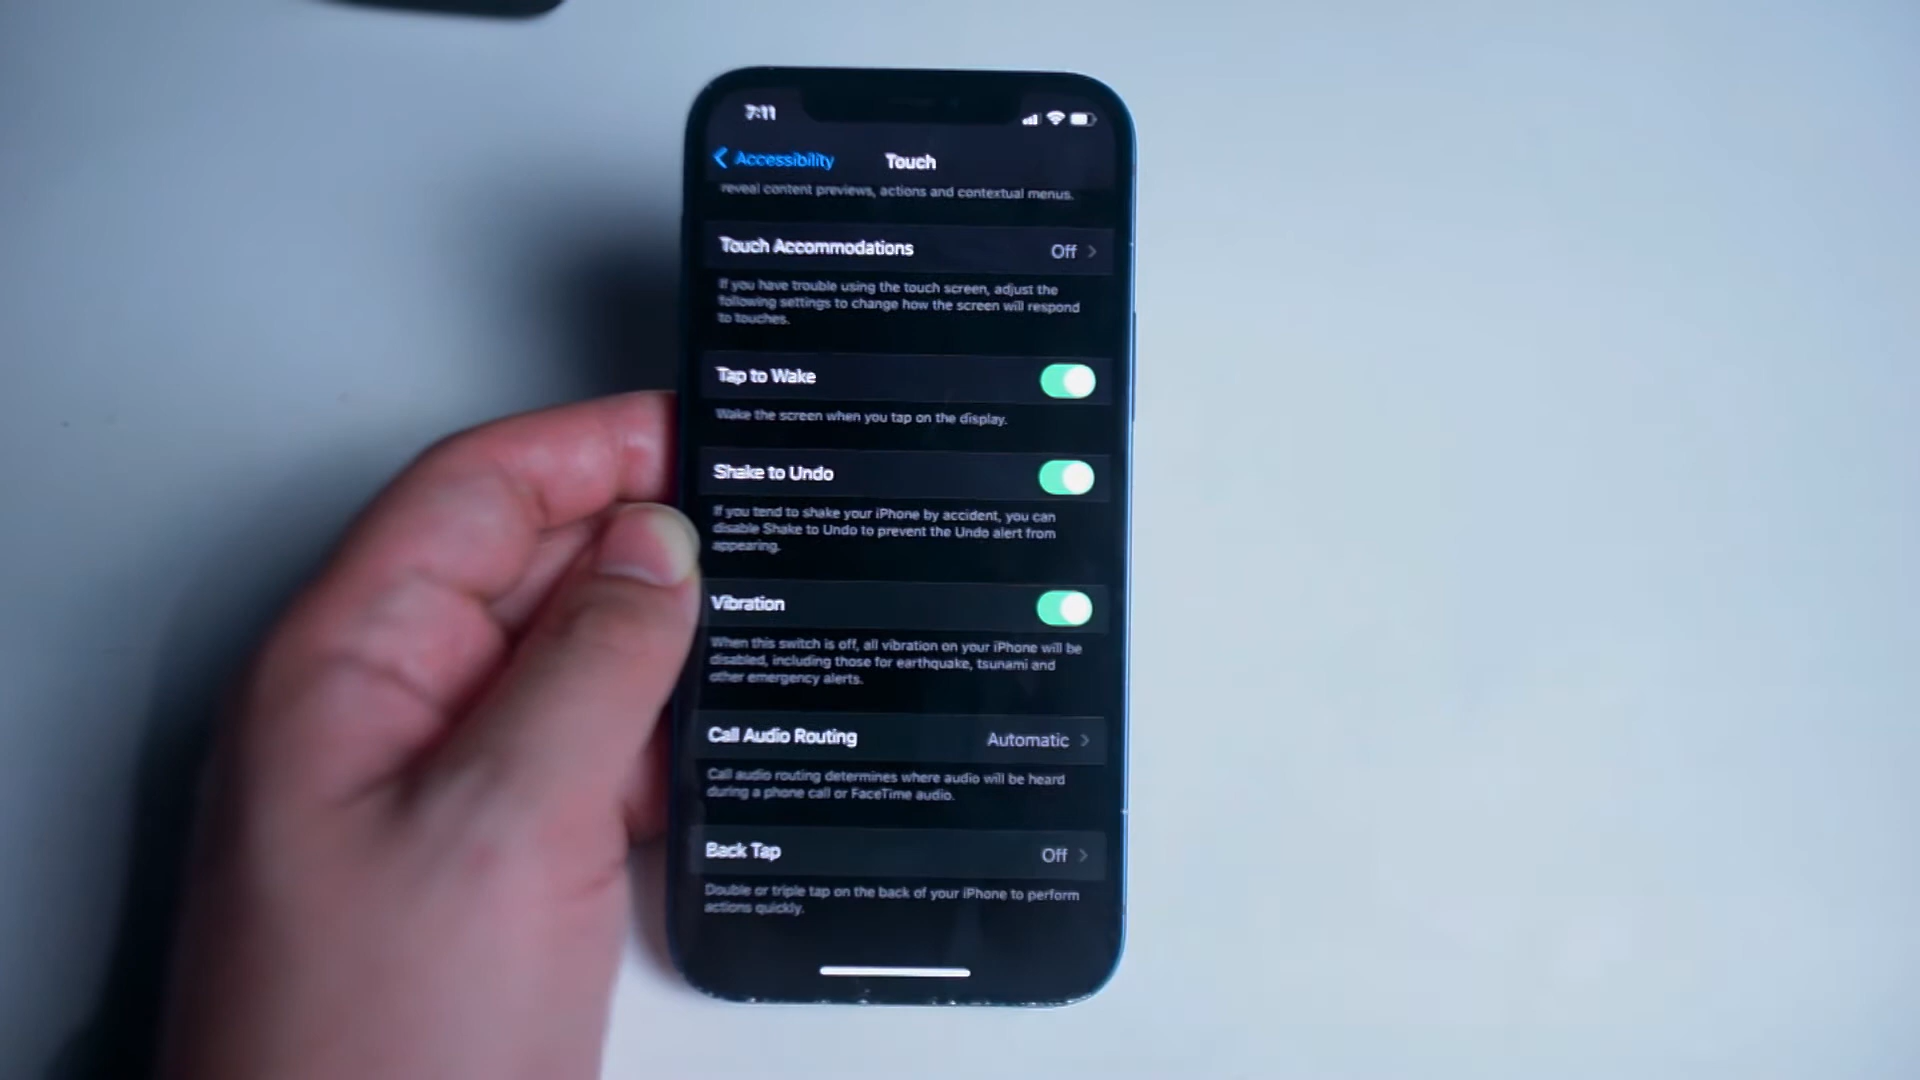 7:11
Accessibility
Touch
reveal content previews, actions and contextual menus.
Touch Accommodations
Off
If you have trouble using the touch screen, adjust the
following settings to change how the screen will respond
to touches.
Tap to Wake
Wake the screen when you tap on the display.
Shake to Undo
If you tend to shake your iPhone by accident, you can
disable Shake to Undo to prevent the Undo alert from
appearing.
Vibration
When this switch is off, all vibration on your iPhone will be
disabled, including those for earthquake, tsunami and
other emergency alerts.
Call Audio Routing
Automatic
Call audio routing determines where audio will be heard
during a phone call or FaceTime audio.
Back Tap
Off
Double or triple tap on the back of your iPhone to perform
actions quickly.